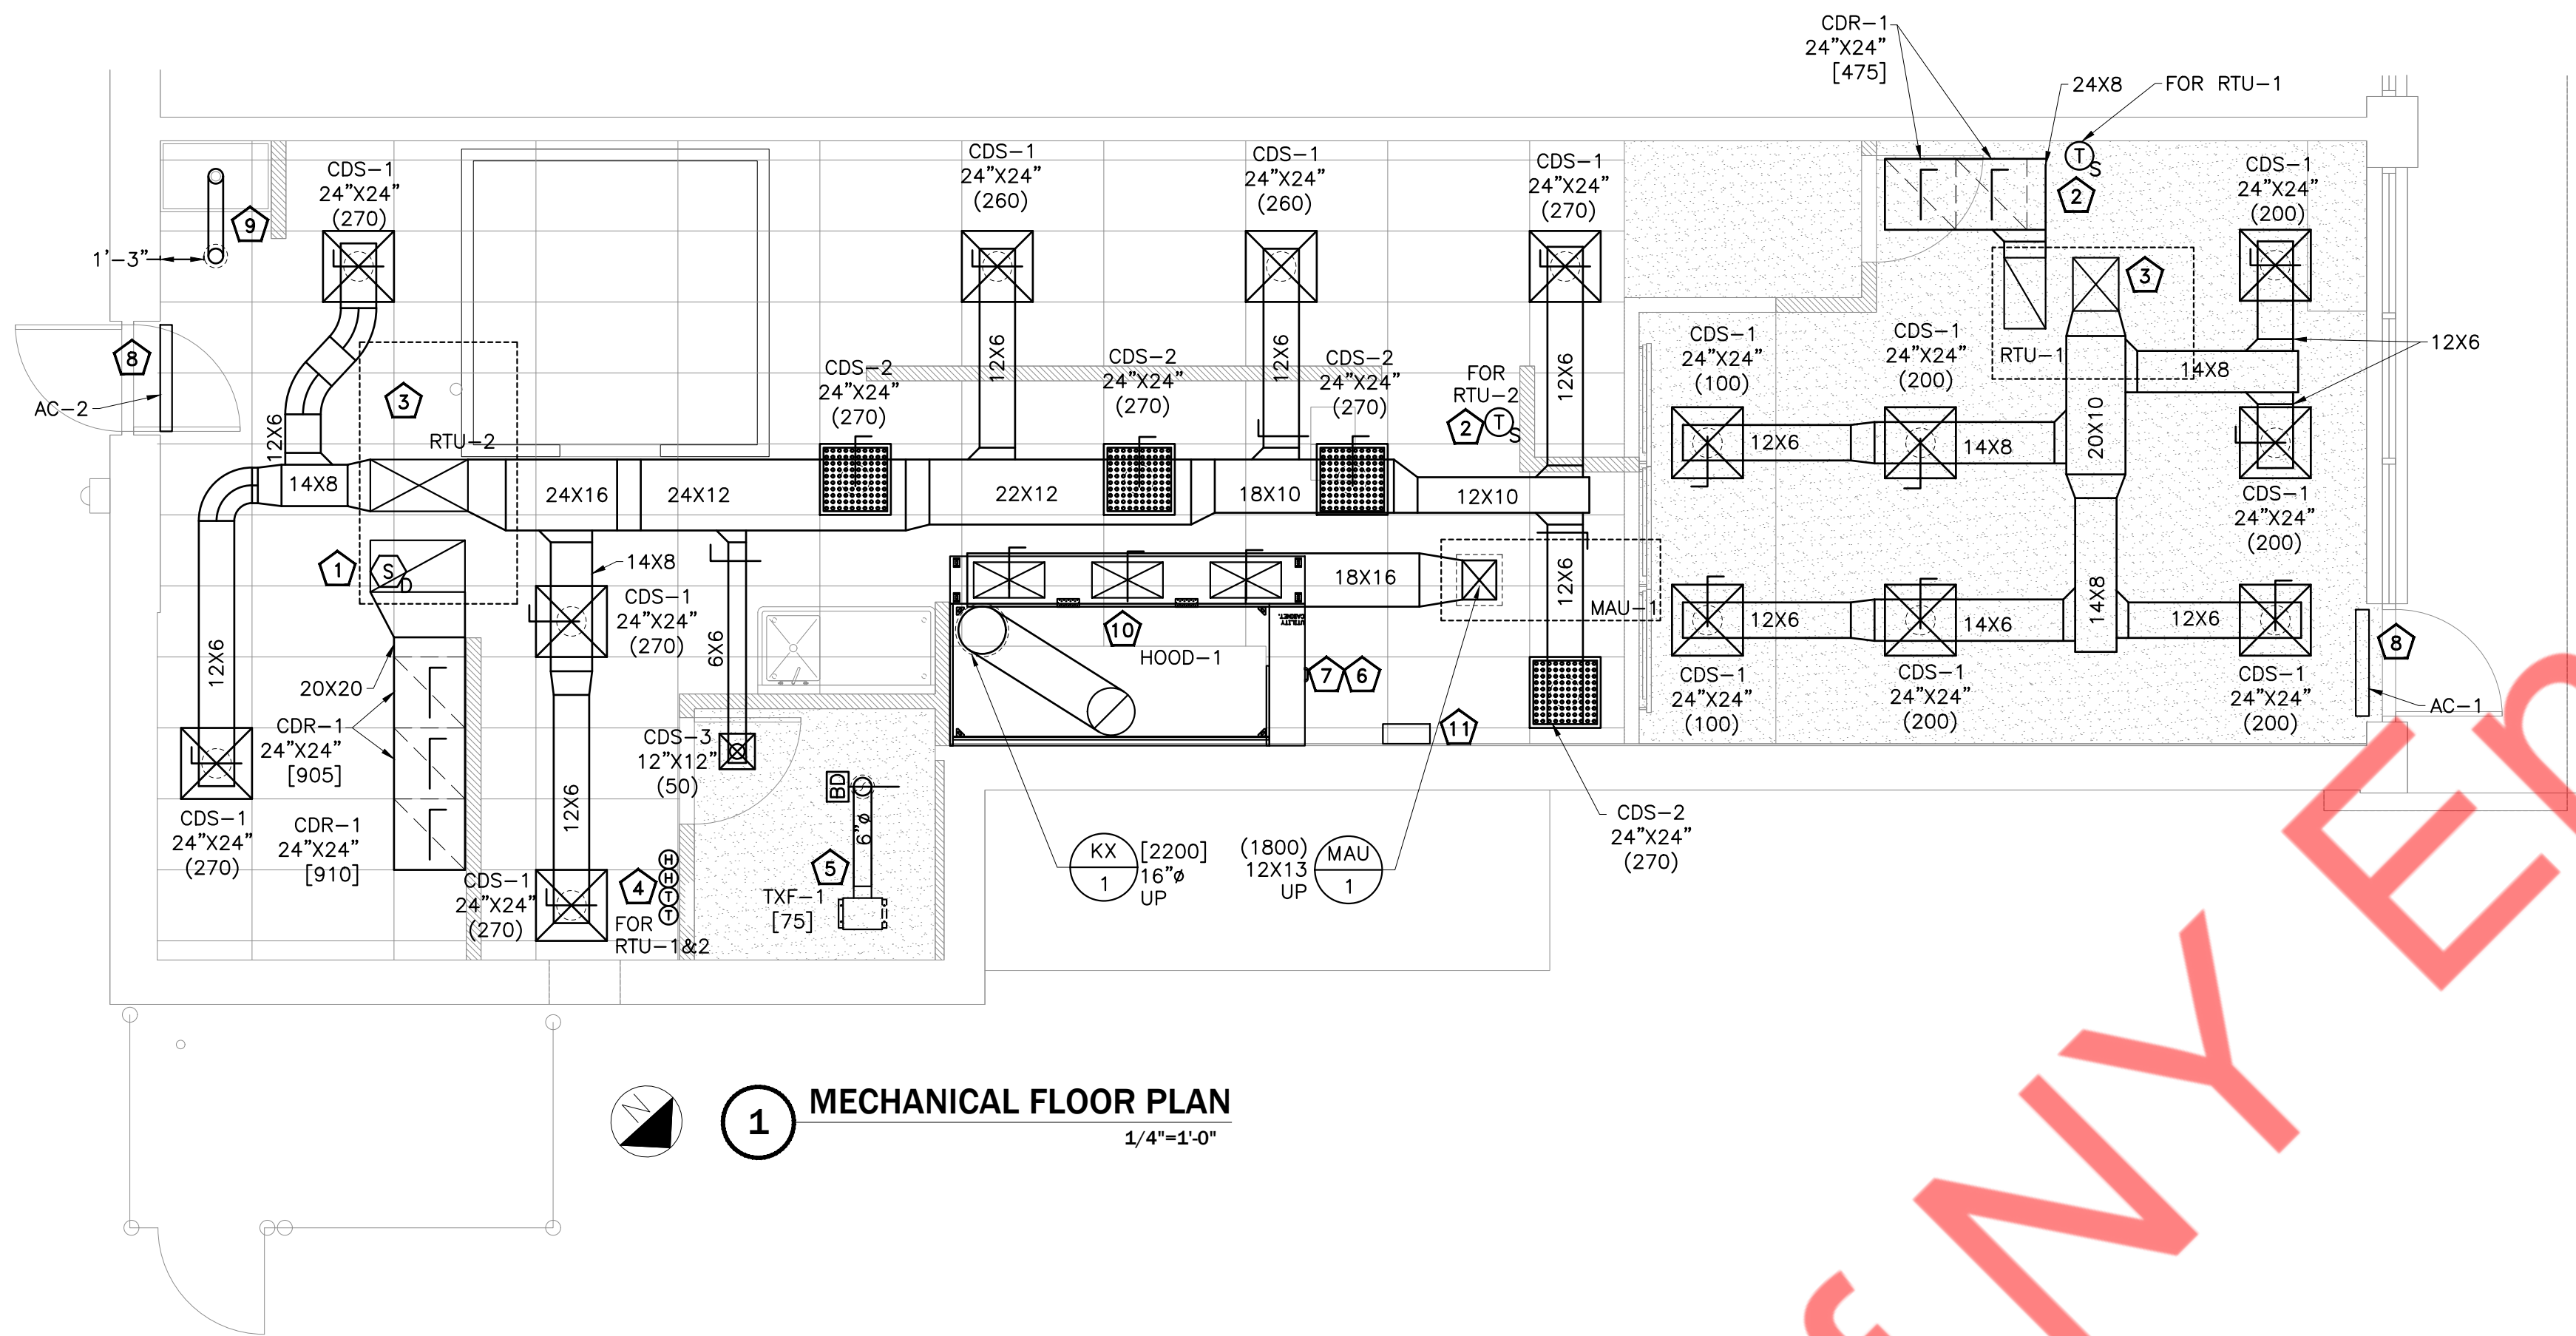 CDR-1
24"X24"
[475]
24X8
FOR RTU-1
T
S
2
CDS-1
24"X24"
(270)
9
1'-3"
CDS-1
24"X24"
(260)
CDS-1
24"X24"
(260)
CDS-1
24"X24"
(270)
CDS-1
24"X24"
(200)
3
RTU-1
14X8
12X6
8
AC-2
3
RTU-2
12X6
12X6
12X6
12X6
CDS-2
24"X24"
(270)
CDS-2
24"X24"
(270)
CDS-2
24"X24"
(270)
FOR
RTU-2
2
T
S
CDS-1
24"X24"
(100)
CDS-1
24"X24"
(200)
12X6
14X8
20X10
14X8
24X16
24X12
22X12
18X10
12X10
CDS-1
24"X24"
(200)
1
S
D
14X8
CDS-1
24"X24"
(270)
6X6
18X16
12X6
MAU-1
12X6
14X6
14X8
12X6
10
HOOD-1
UTILITY
CABINET.
7
6
8
12X6
20X20
CDR-1
24"X24"
[905]
CDS-3
12"X12"
(50)
11
CDS-1
24"X24"
(100)
CDS-1
24"X24"
(200)
CDS-1
24"X24"
(200)
AC-1
CDS-1
24"X24"
(270)
CDR-1
24"X24"
[910]
12X6
BD
6"ø
5
TXF-1
[75]
KX
1
[2200]
16"ø
UP
(1800)
12X13
UP
MAU
1
CDS-2
24"X24"
(270)
CDS-1
24"X24"
(270)
4
H
H
T
T
FOR
RTU-1&2
N
1
MECHANICAL FLOOR PLAN
1/4"=1'-0"
f NY En